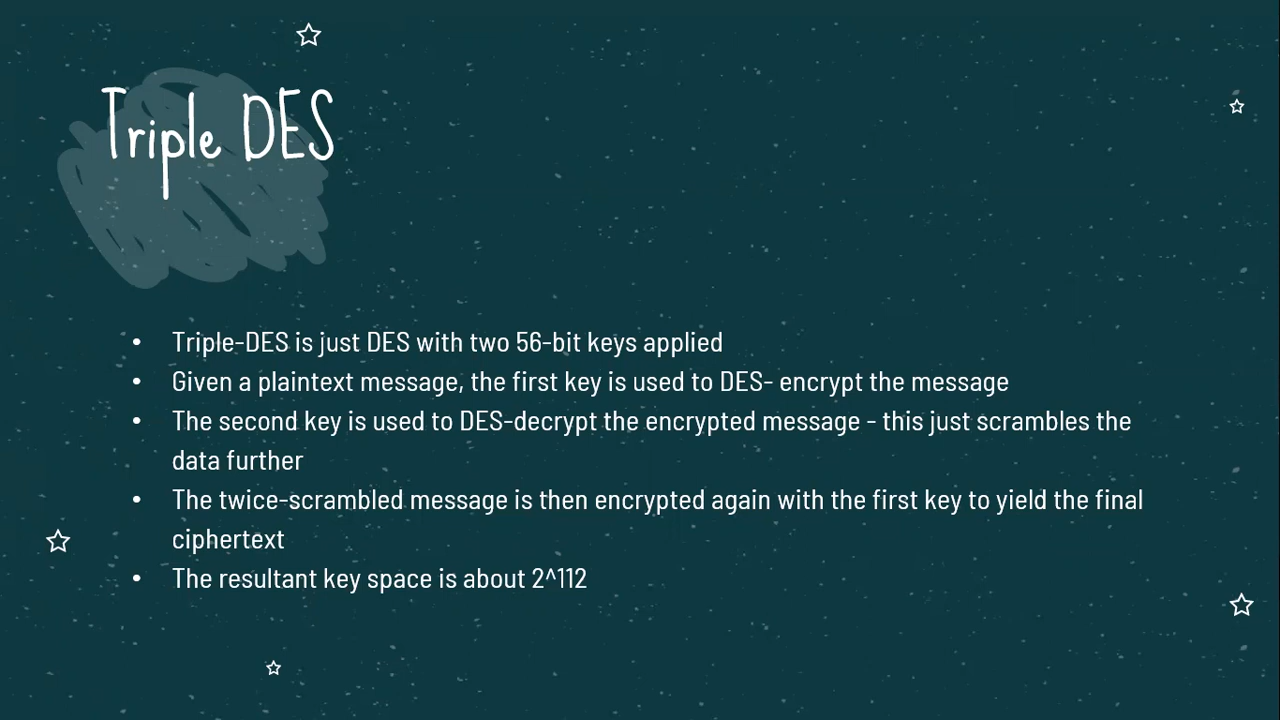 Triple DES
• Triple-DES is just DES with two 56-bit keys applied
• Given a plaintext message, the first key is used to DES- encrypt the message
• The second key is used to DES-decrypt the encrypted message - this just scrambles the
data further
• The twice-scrambled message is then encrypted again with the first key to yield the final
ciphertext
• The resultant key space is about 2^112